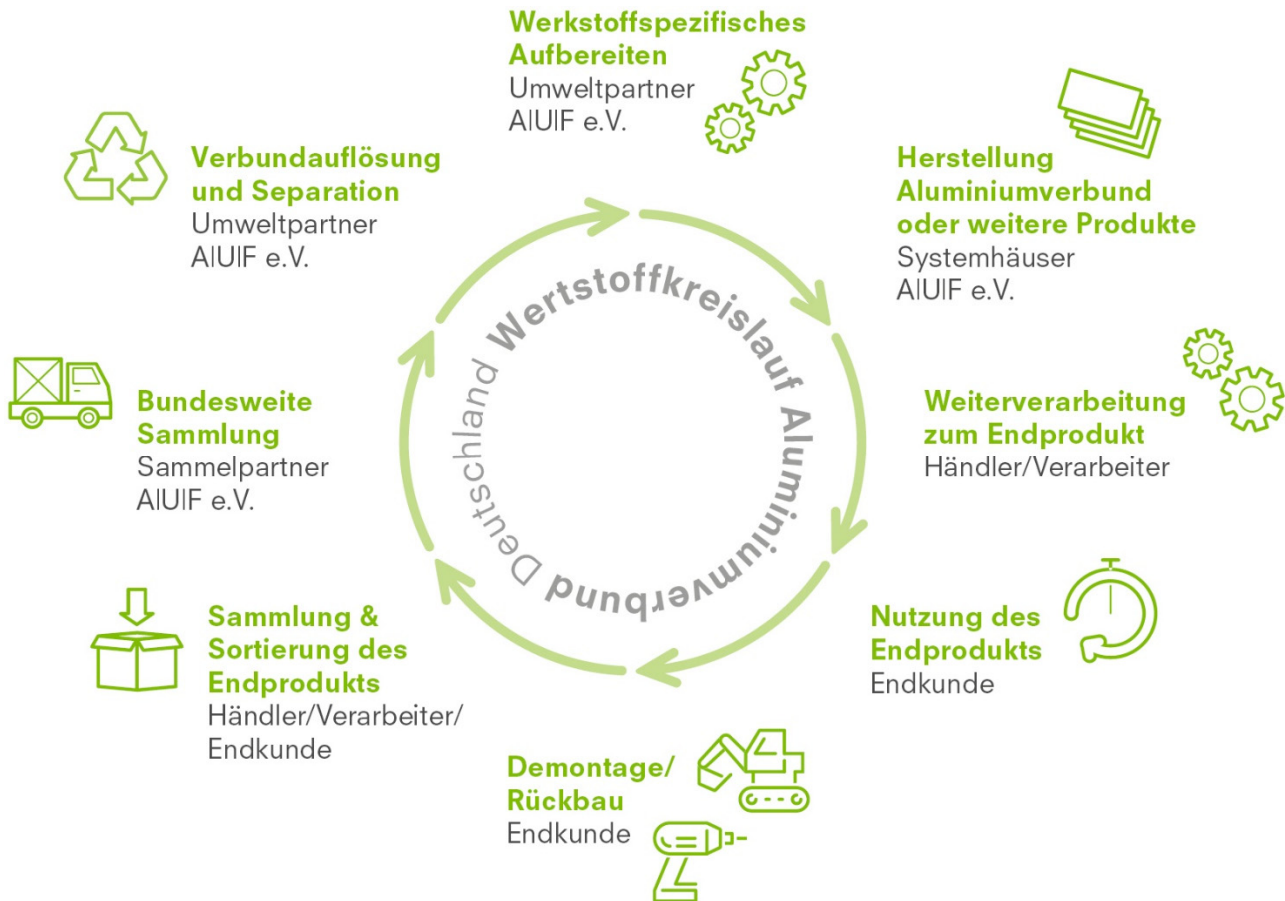 Werkstoffspezifisches
Aufbereiten
Umweltpartner
A|U|F e.V.
Herstellung
Aluminiumverbund
oder weitere Produkte
Systemhäuser
A|U|F e.V.
Weiterverarbeitung
zum Endprodukt
Händler/Verarbeiter
Nutzung des
Endprodukts
Endkunde
Demontage/
Rückbau
Endkunde
Sammlung &
Sortierung des
Endprodukts
Händler/Verarbeiter/
Endkunde
Bundesweite
Sammlung
Sammelpartner
A|U|F e.V.
Verbundauflösung
und Separation
Umweltpartner
A|U|F e.V.
Wertstoffkreislauf Aluminiumverbund Deutschland